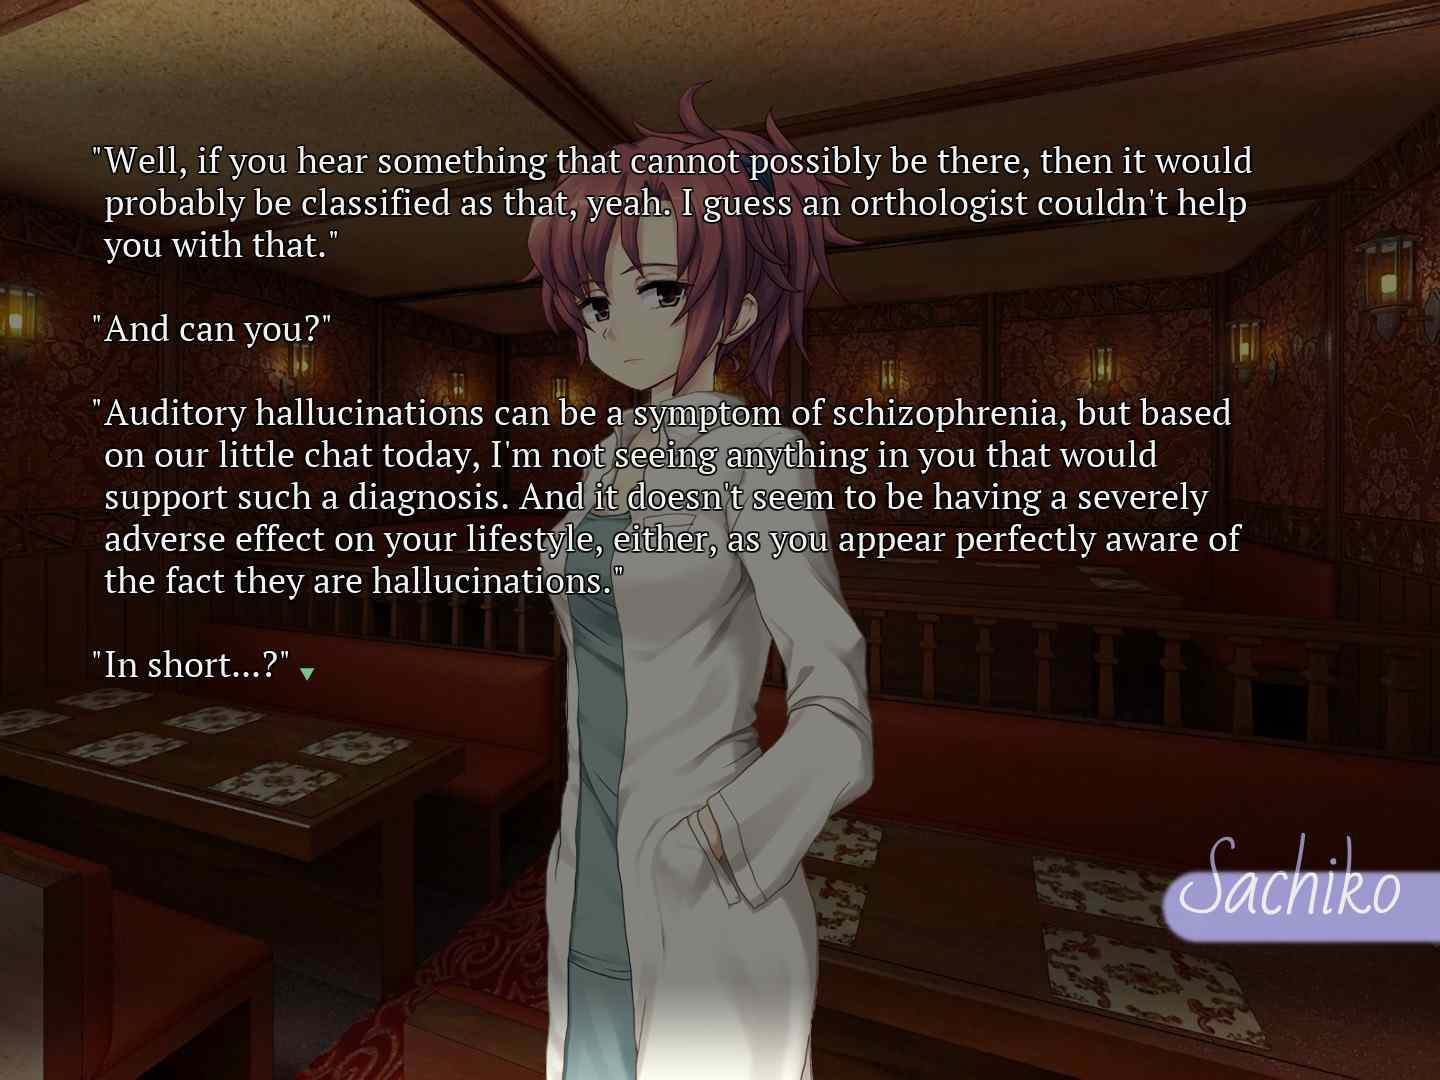 "Well, if you hear something that cannot possibly be there, then it would
probably be classified as that, yeah. I guess an orthologist couldn't help
you with that."
"And can you?"
"Auditory hallucinations can be a symptom of schizophrenia, but based
on our little chat today, I'm not seeing anything in you that would
support such a diagnosis. And it doesn't seem to be having a severely
adverse effect on your lifestyle, either, as you appear perfectly aware of
the fact they are hallucinations."
"In short...?"
Sachiko